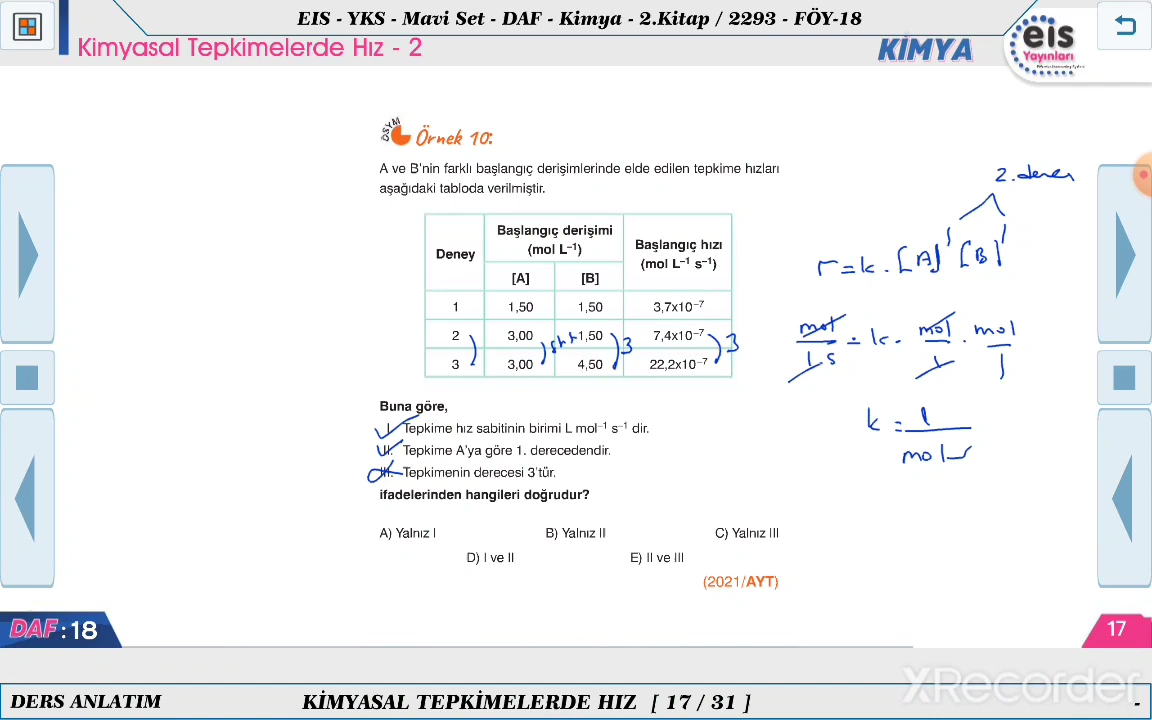 EIS - YKS - Mavi Set - DAF - Kimya - 2.Kitap / 2293 - FÖY-18
Kimyasal Tepkimelerde Hız - 2
KİMYA
eis
Yayınları
ÖSYM
Örnek 10:
A ve B'nin farklı başlangıç derişimlerinde elde edilen tepkime hızları
aşağıdaki tabloda verilmiştir.
Deney
Başlangıç derişimi
(mol L⁻¹)
Başlangıç hızı
(mol L⁻¹ s⁻¹)
[A] [B]
1 1,50 1,50 3,7x10⁻⁷
2 3,00 1,50 7,4x10⁻⁷
3 3,00 4,50 22,2x10⁻⁷
) ) sbt ) 3 ) 3
Buna göre,
I. Tepkime hız sabitinin birimi L mol⁻¹ s⁻¹ dir.
II. Tepkime A'ya göre 1. derecedendir.
III. Tepkimenin derecesi 3'tür.
ifadelerinden hangileri doğrudur?
A) Yalnız I B) Yalnız II C) Yalnız III
D) I ve II E) II ve III
(2021/AYT)
2. derece
r = k . [A]¹ [B]¹
mol = k . mol . mol
l.s l l
k = l
mol s
DAF : 18
17
XRecorder
DERS ANLATIM KİMYASAL TEPKİMELERDE HIZ [ 17 / 31 ] -